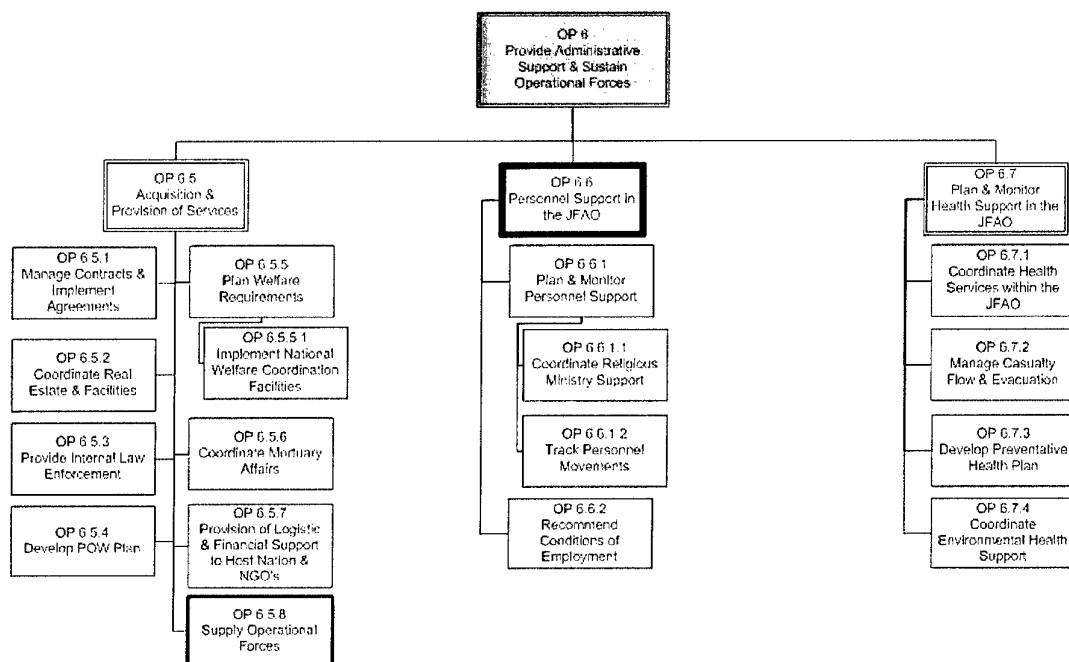 OP 6
Provide Administrative
Support & Sustain
Operational Forces
OP 6.5
Acquisition &
Provision of Services
OP 6.5.1
Manage Contracts &
Implement
Agreements
OP 6.5.2
Coordinate Real
Estate & Facilities
OP 6.5.3
Provide Internal Law
Enforcement
OP 6.5.4
Develop POW Plan
OP 6.5.5
Plan Welfare
Requirements
OP 6.5.5.1
Implement National
Welfare Coordination
Facilities
OP 6.5.6
Coordinate Mortuary
Affairs
OP 6.5.7
Provision of Logistic
& Financial Support
to Host Nation &
NGO's
OP 6.5.8
Supply Operational
Forces
OP 6.6
Personnel Support in
the JFAO
OP 6.6.1
Plan & Monitor
Personnel Support
OP 6.6.1.1
Coordinate Religious
Ministry Support
OP 6.6.1.2
Track Personnel
Movements
OP 6.6.2
Recommend
Conditions of
Employment
OP 6.7
Plan & Monitor
Health Support in the
JFAO
OP 6.7.1
Coordinate Health
Services within the
JFAO
OP 6.7.2
Manage Casualty
Flow & Evacuation
OP 6.7.3
Develop Preventative
Health Plan
OP 6.7.4
Coordinate
Environmental Health
Support